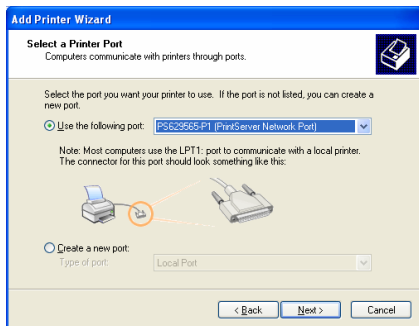 Add Printer Wizard
Select a Printer Port
Computers communicate with printers through ports.
Select the port you want your printer to use. If the port is not listed, you can create a
new port.
Use the following port: PS629565-P1 (PrintServer Network Port)
Note: Most computers use the LPT1: port to communicate with a local printer.
The connector for this port should look something like this:
Create a new port:
Type of port: Local Port
< Back Next > Cancel